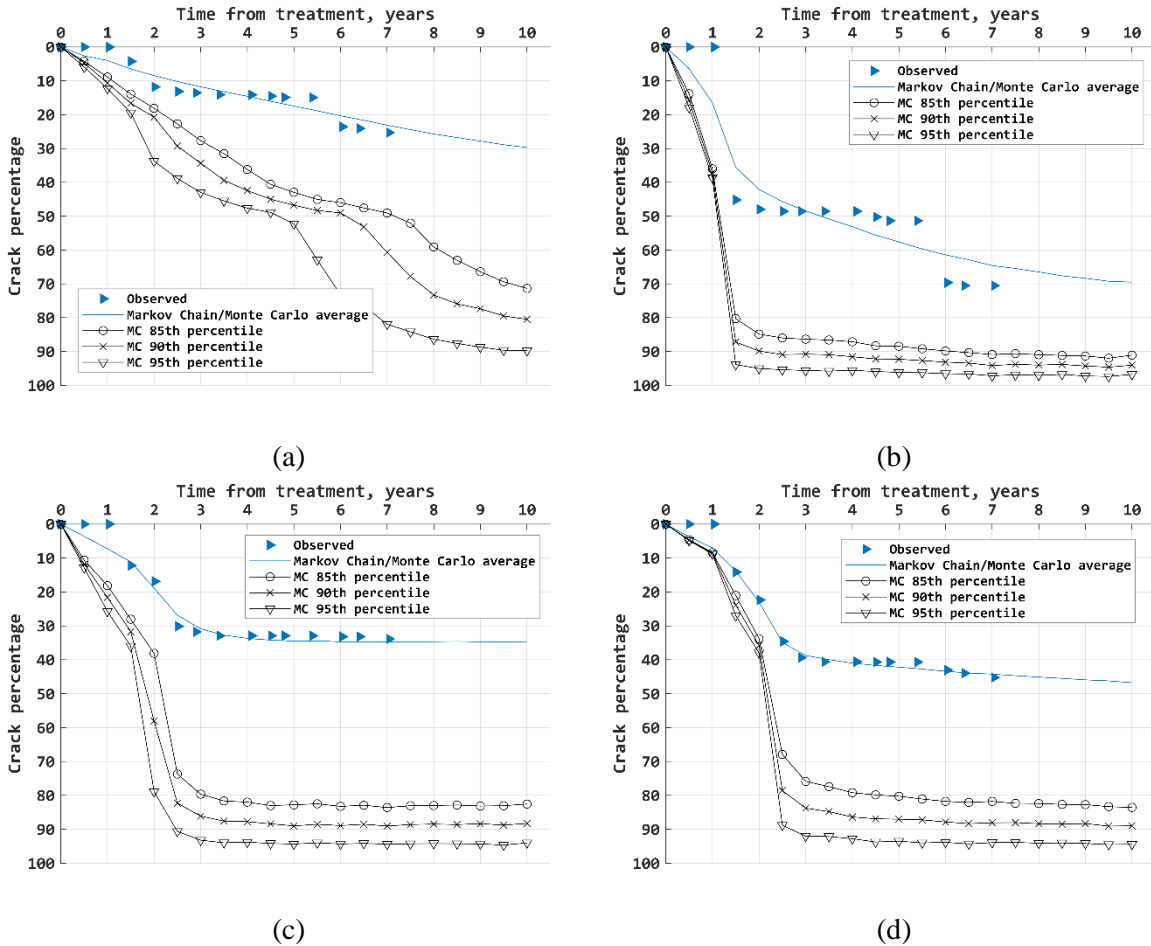 Time from treatment, years
0 1 2 3 4 5 6 7 8 9 10
Crack percentage
0
10
20
30
40
50
60
70
80
90
100
Observed
Markov Chain/Monte Carlo average
MC 85th percentile
MC 90th percentile
MC 95th percentile
(a)
Time from treatment, years
0 1 2 3 4 5 6 7 8 9 10
Crack percentage
0
10
20
30
40
50
60
70
80
90
100
Observed
Markov Chain/Monte Carlo average
MC 85th percentile
MC 90th percentile
MC 95th percentile
(b)
Time from treatment, years
0 1 2 3 4 5 6 7 8 9 10
Crack percentage
0
10
20
30
40
50
60
70
80
90
100
Observed
Markov Chain/Monte Carlo average
MC 85th percentile
MC 90th percentile
MC 95th percentile
(c)
Time from treatment, years
0 1 2 3 4 5 6 7 8 9 10
Crack percentage
0
10
20
30
40
50
60
70
80
90
100
Observed
Markov Chain/Monte Carlo average
MC 85th percentile
MC 90th percentile
MC 95th percentile
(d)